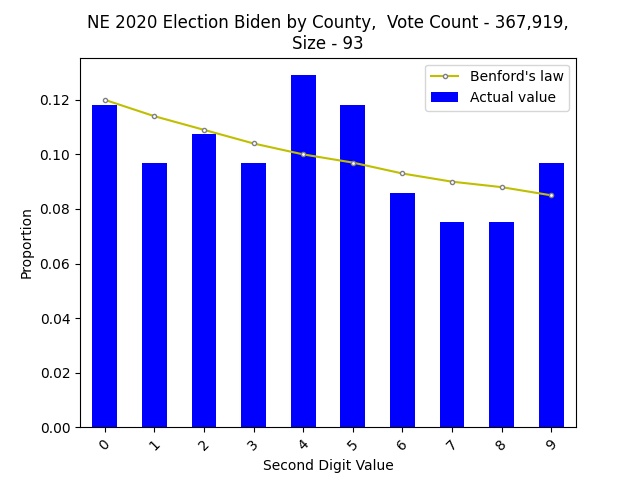 NE 2020 Election Biden by County,  Vote Count - 367,919,
Size - 93
Benford's law
Actual value
0.12
0.10
0.08
0.06
0.04
0.02
0.00
Proportion
0 1 2 3 4 5 6 7 8 9
Second Digit Value